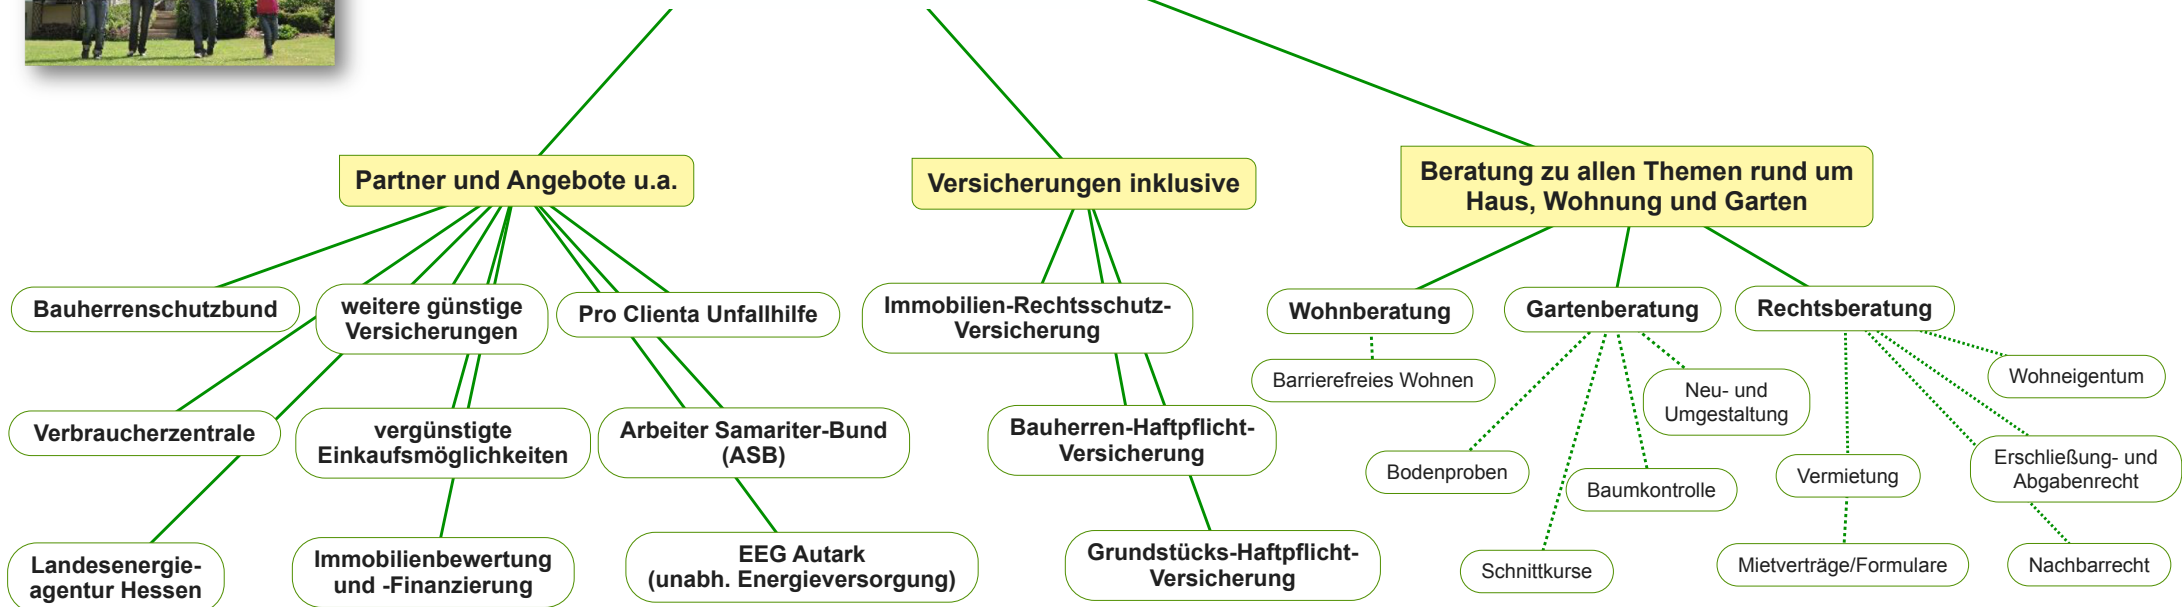 Partner und Angebote u.a.
Versicherungen inklusive
Beratung zu allen Themen rund um
Haus, Wohnung und Garten
Bauherrenschutzbund
weitere günstige
Versicherungen
Pro Clienta Unfallhilfe
Verbraucherzentrale
vergünstigte
Einkaufsmöglichkeiten
Arbeiter Samariter-Bund
(ASB)
Landesenergie-
agentur Hessen
Immobilienbewertung
und -Finanzierung
EEG Autark
(unabh. Energieversorgung)
Immobilien-Rechtsschutz-
Versicherung
Bauherren-Haftpflicht-
Versicherung
Grundstücks-Haftpflicht-
Versicherung
Wohnberatung
Barrierefreies Wohnen
Gartenberatung
Neu- und
Umgestaltung
Bodenproben
Baumkontrolle
Schnittkurse
Rechtsberatung
Wohneigentum
Erschließung- und
Abgabenrecht
Vermietung
Mietverträge/Formulare
Nachbarrecht